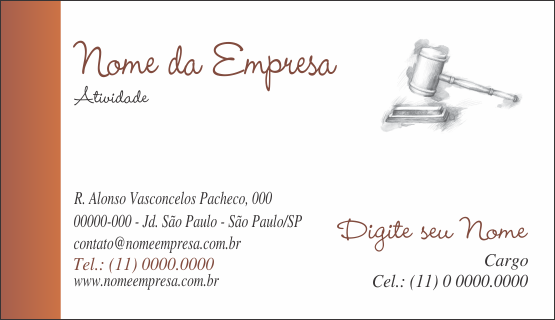 Nome da Empresa
Atividade
R. Alonso Vasconcelos Pacheco, 000
00000-000 - Jd. São Paulo - São Paulo/SP
contato@nomeempresa.com.br
Tel.: (11) 0000.0000
www.nomeempresa.com.br
Digite seu Nome
Cargo
Cel.: (11) 0 0000.0000